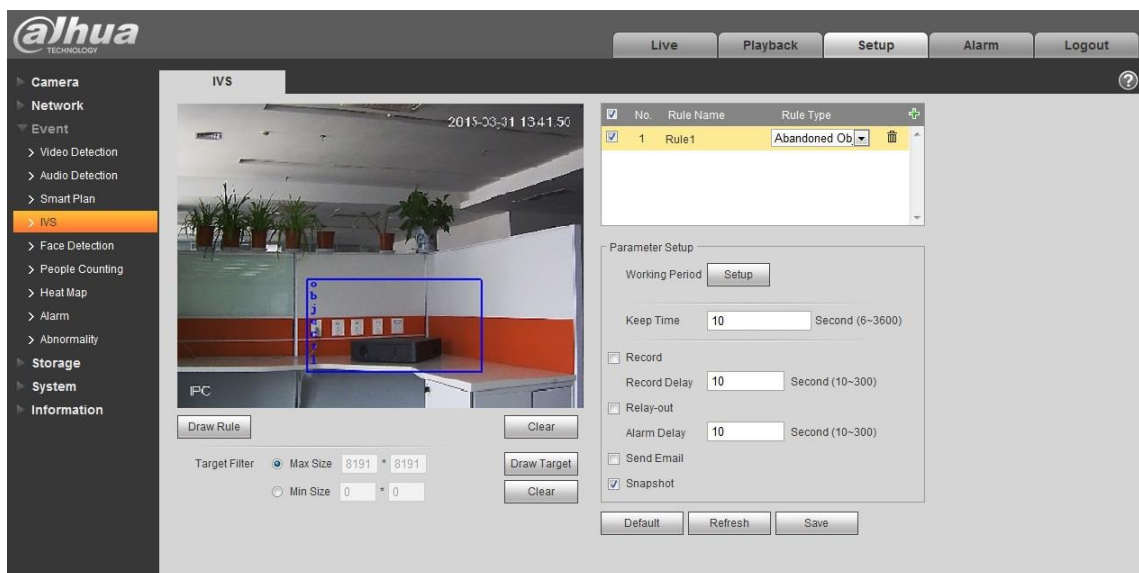 alhua
TECHNOLOGY
Live Playback Setup Alarm Logout
Camera
Network
Event
Video Detection
Audio Detection
Smart Plan
IVS
Face Detection
People Counting
Heat Map
Alarm
Abnormality
Storage
System
Information
IVS
2015-03-31 13:41:50
object1
IPC
Draw Rule Clear
Target Filter Max Size 8191 * 8191 Draw Target
Min Size 0 * 0 Clear
No. Rule Name Rule Type
1 Rule1 Abandoned Ob
Parameter Setup
Working Period Setup
Keep Time 10 Second (6~3600)
Record
Record Delay 10 Second (10~300)
Relay-out
Alarm Delay 10 Second (10~300)
Send Email
Snapshot
Default Refresh Save